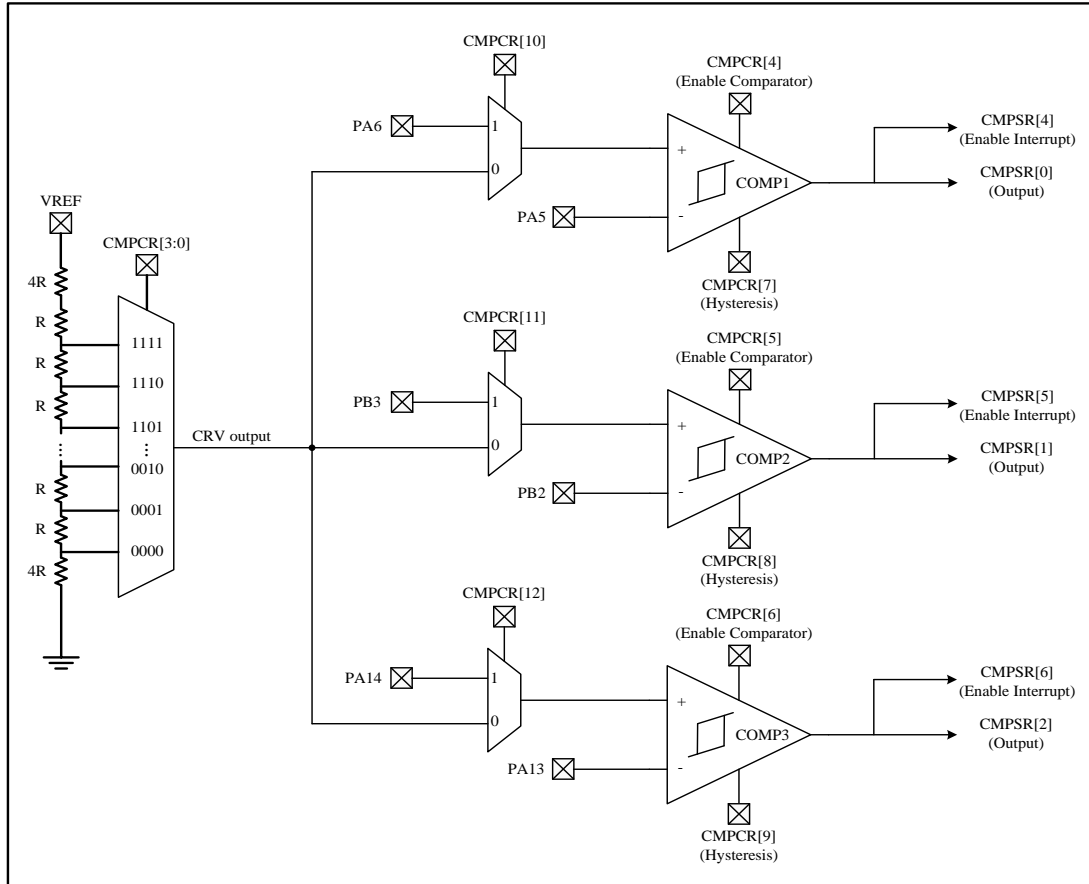 CMPCR[10]
CMPCR[4]
(Enable Comparator)
PA6
1
0
+
-
COMP1
CMPSR[4]
(Enable Interrupt)
CMPSR[0]
(Output)
PA5
CMPCR[7]
(Hysteresis)
VREF
CMPCR[3:0]
4R
R
R
R
R
R
4R
1111
1110
1101
0010
0001
0000
CRV output
CMPCR[11]
CMPCR[5]
(Enable Comparator)
PB3
1
0
+
-
COMP2
CMPSR[5]
(Enable Interrupt)
CMPSR[1]
(Output)
PB2
CMPCR[8]
(Hysteresis)
CMPCR[12]
CMPCR[6]
(Enable Comparator)
PA14
1
0
+
-
COMP3
CMPSR[6]
(Enable Interrupt)
CMPSR[2]
(Output)
PA13
CMPCR[9]
(Hysteresis)